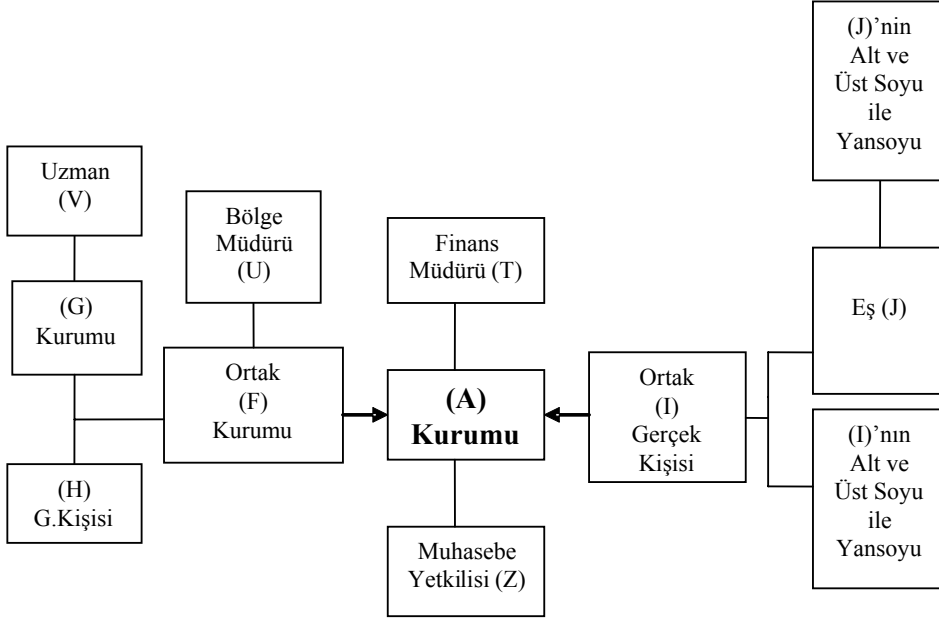 (J)’nin
Alt ve
Üst Soyu
ile
Yansoyu
Uzman
(V)
Bölge
Müdürü
(U)
Finans
Müdürü (T)
(G)
Kurumu
Eş (J)
Ortak
(F)
Kurumu
(A)
Kurumu
Ortak
(I)
Gerçek
Kişisi
(I)’nın
Alt ve
Üst Soyu
ile
Yansoyu
(H)
G.Kişisi
Muhasebe
Yetkilisi (Z)